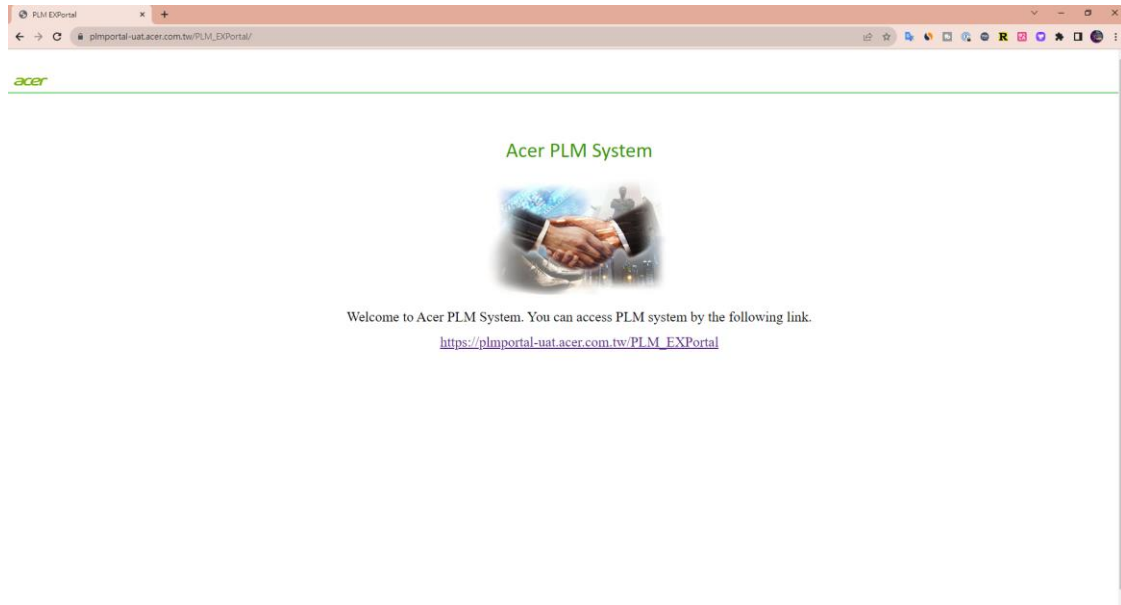 PLM EXPortal
plmportal-uat.acer.com.tw/PLM_EXPortal/
acer
Acer PLM System
Welcome to Acer PLM System. You can access PLM system by the following link.
https://plmportal-uat.acer.com.tw/PLM_EXPortal